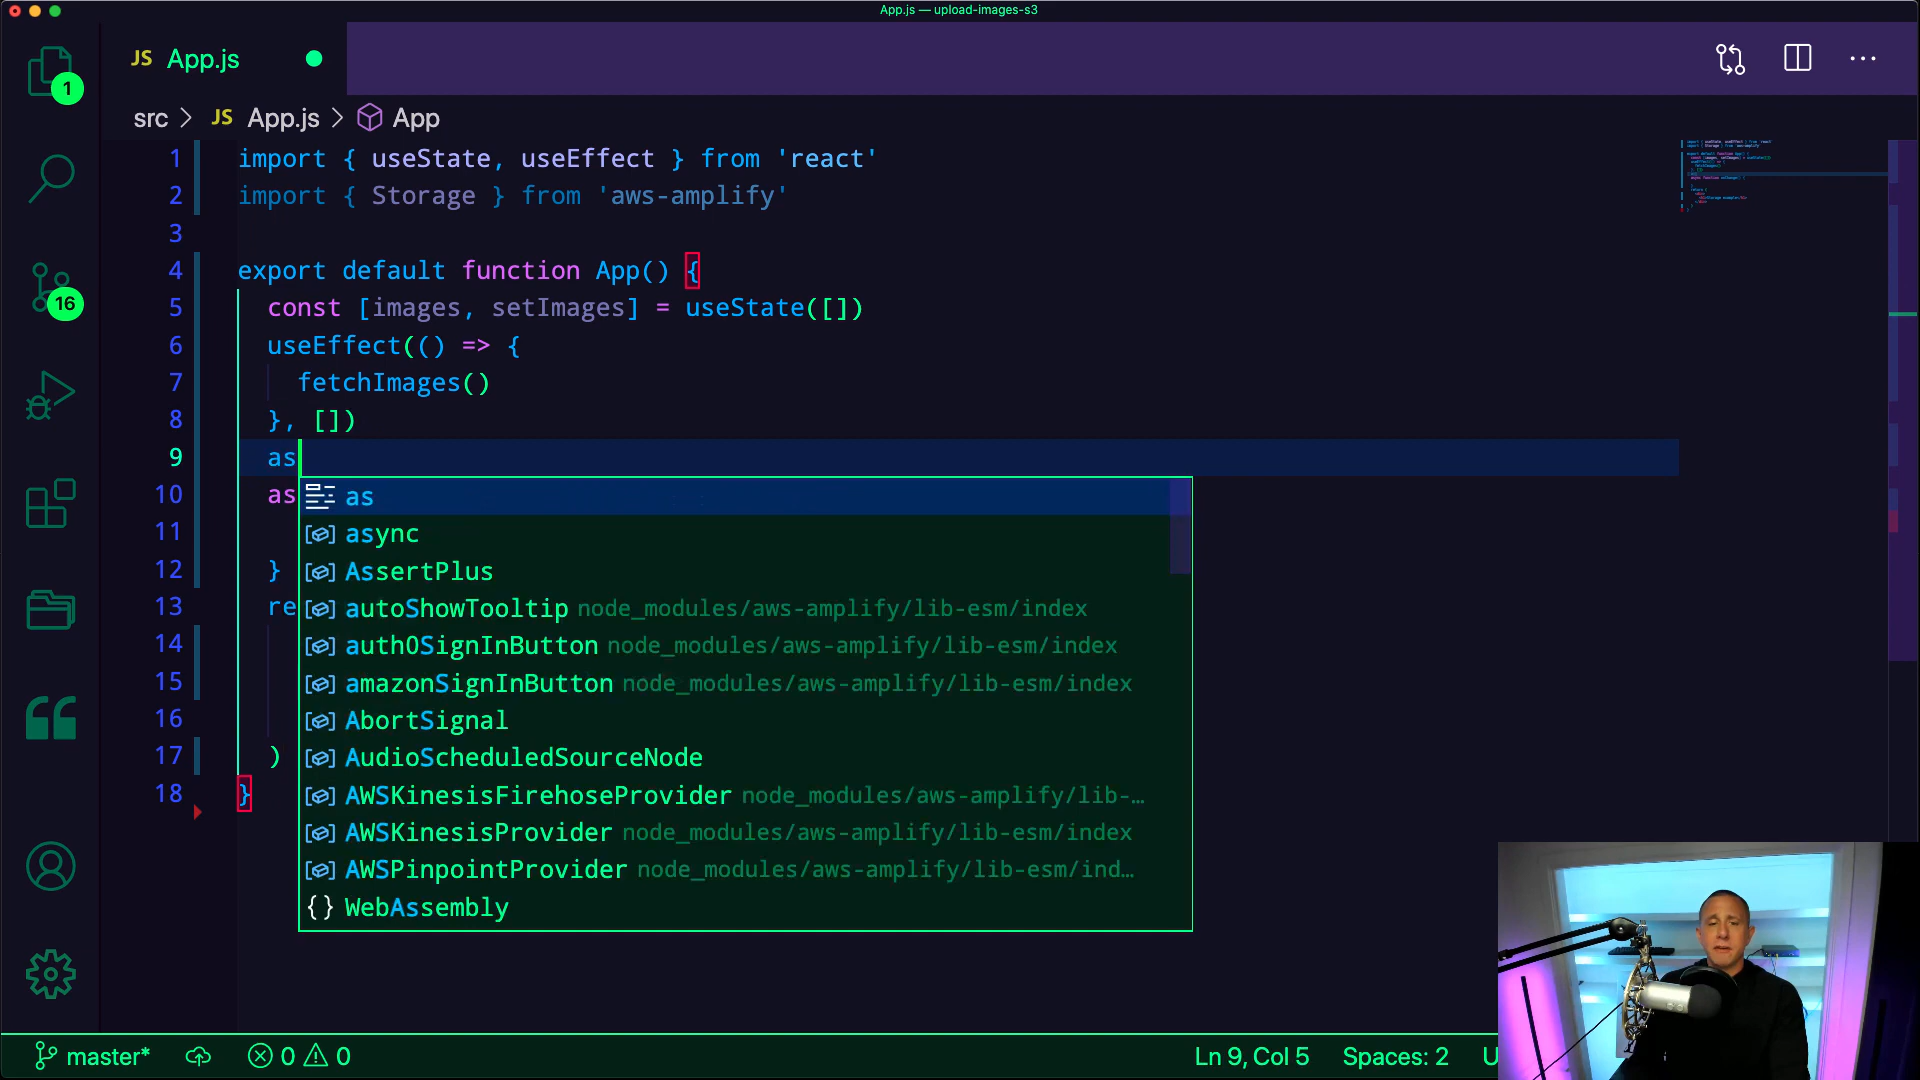 App.js — upload-images-s3
JS App.js
1
src > JS App.js > App
1 import { useState, useEffect } from 'react'
2 import { Storage } from 'aws-amplify'
3
4 export default function App() {
5 const [images, setImages] = useState([])
6 useEffect(() => {
7 fetchImages()
8 }, [])
9 as
10 as
11
12 }
13 re
14
15
16
17 )
18 }
16
as
async
AssertPlus
autoShowTooltip node_modules/aws-amplify/lib-esm/index
authOSignInButton node_modules/aws-amplify/lib-esm/index
amazonSignInButton node_modules/aws-amplify/lib-esm/index
AbortSignal
AudioScheduledSourceNode
AWSKinesisFirehoseProvider node_modules/aws-amplify/lib-…
AWSKinesisProvider node_modules/aws-amplify/lib-esm/index
AWSPinpointProvider node_modules/aws-amplify/lib-esm/ind…
{} WebAssembly
master* 0 0 Ln 9, Col 5 Spaces: 2 U